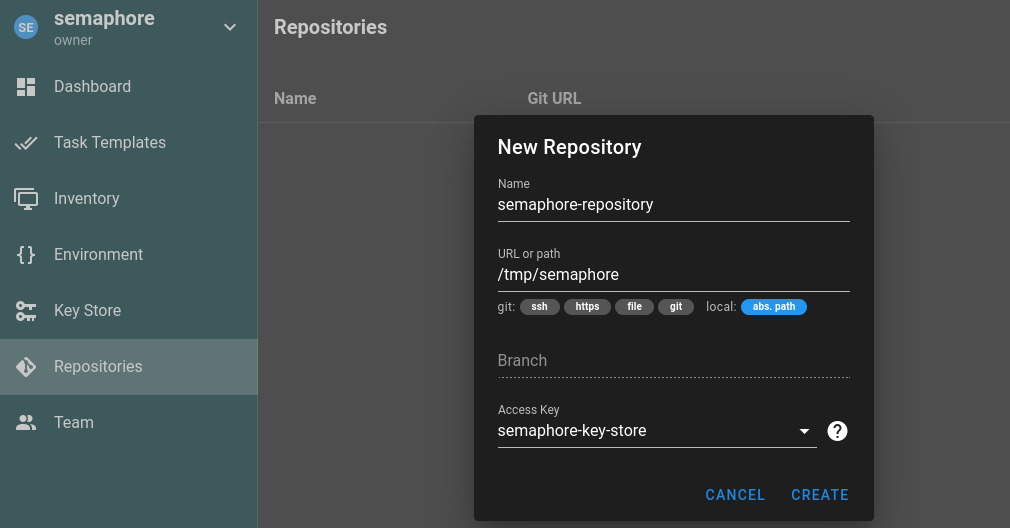 SE
semaphore
owner
Dashboard
Task Templates
Inventory
Environment
Key Store
Repositories
Team
Repositories
Name Git URL
New Repository
Name
semaphore-repository
URL or path
/tmp/semaphore
git: ssh https file git local: abs. path
Branch
Access Key
semaphore-key-store
?
CANCEL CREATE